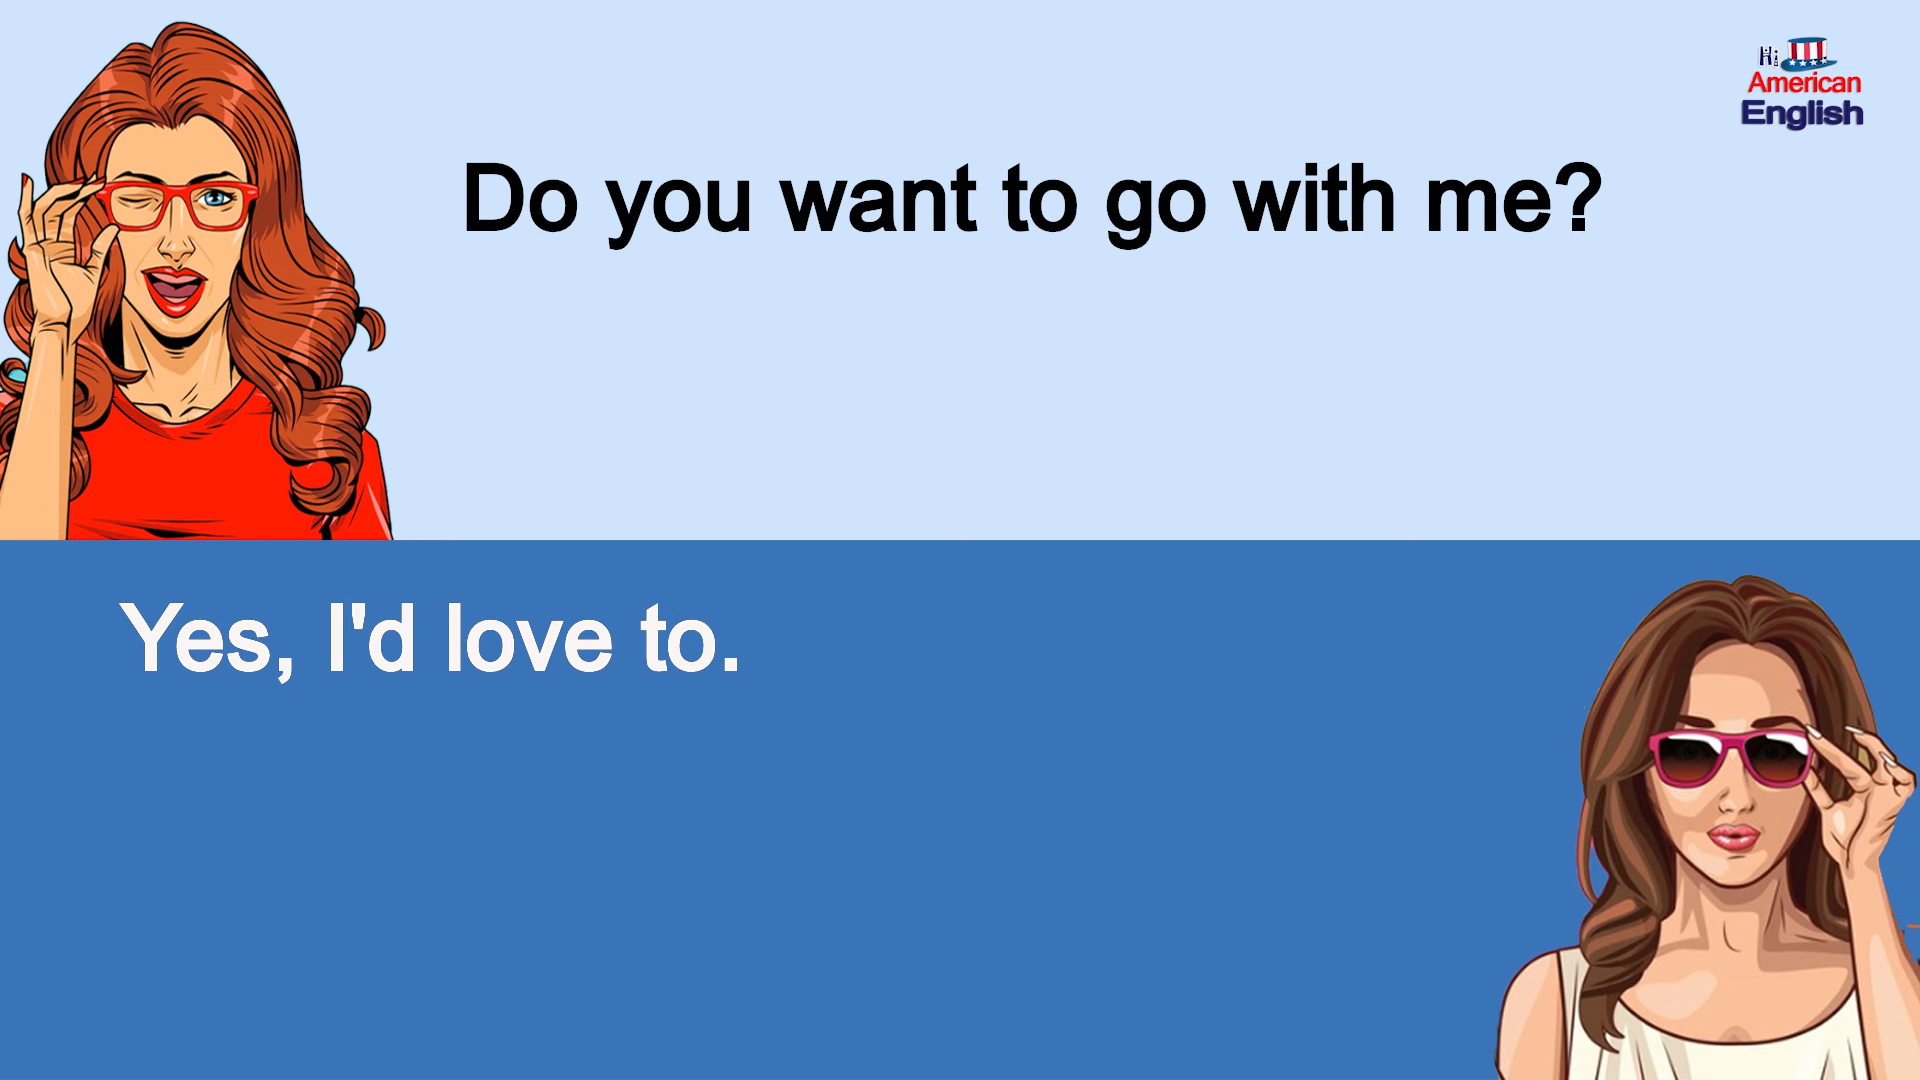 Hi
American
English
Do you want to go with me?
Yes, I'd love to.